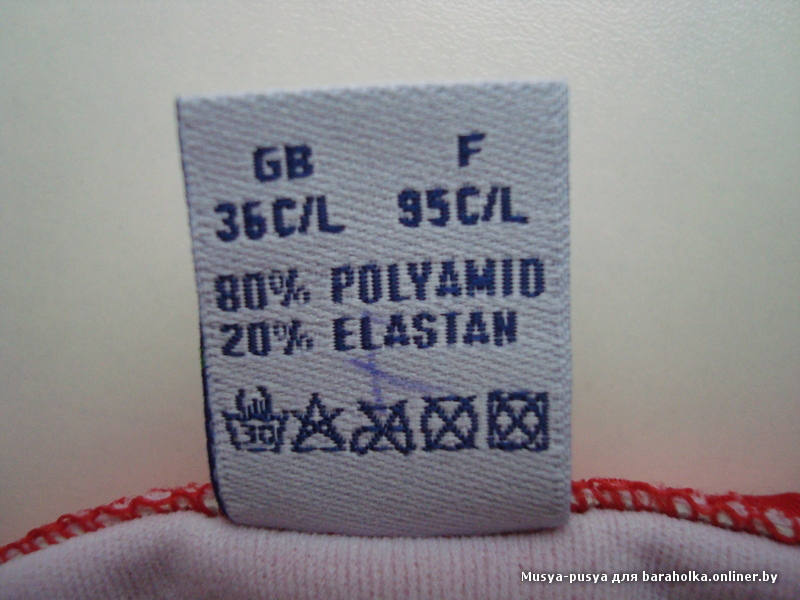 GB F
36C/L 95C/L
80% POLYAMID
20% ELASTAN
30
Musya-pusya для baraholka.onliner.by